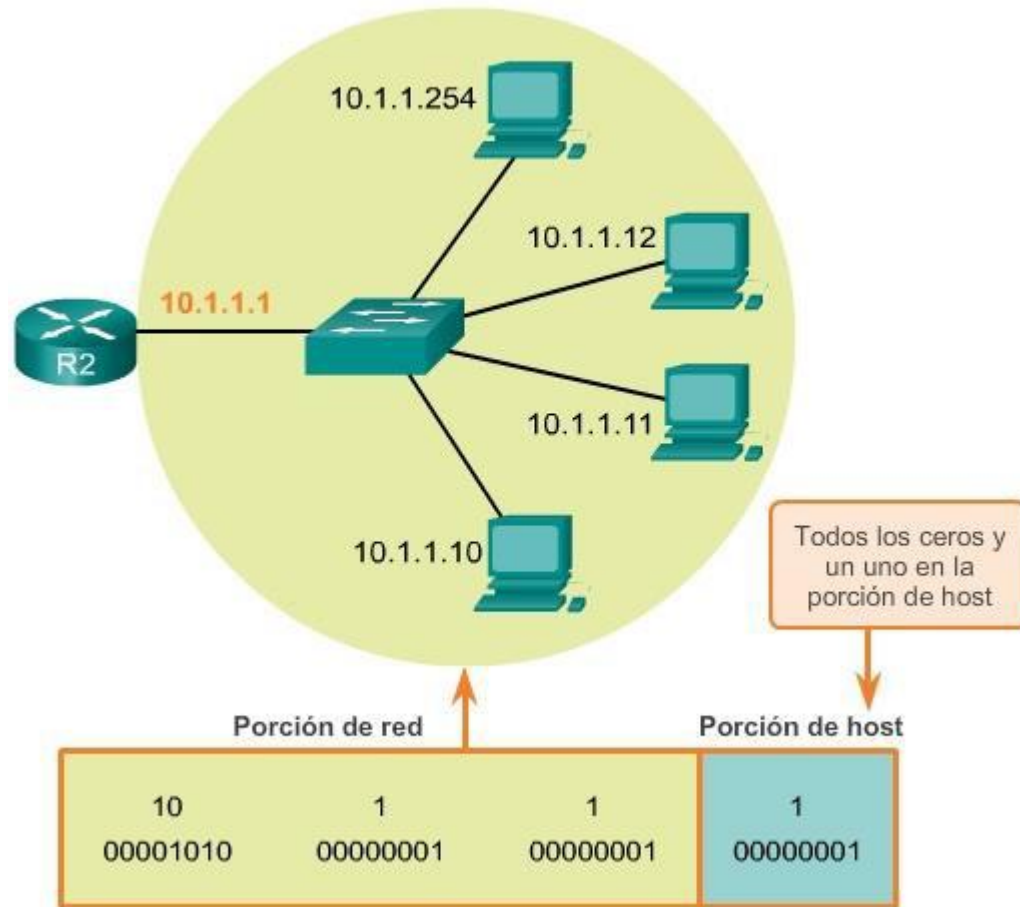 10.1.1.254
10.1.1.12
10.1.1.1
R2
10.1.1.11
10.1.1.10
Todos los ceros y
un uno en la
porción de host
Porción de red
Porción de host
10 1 1 1
00001010 00000001 00000001 00000001